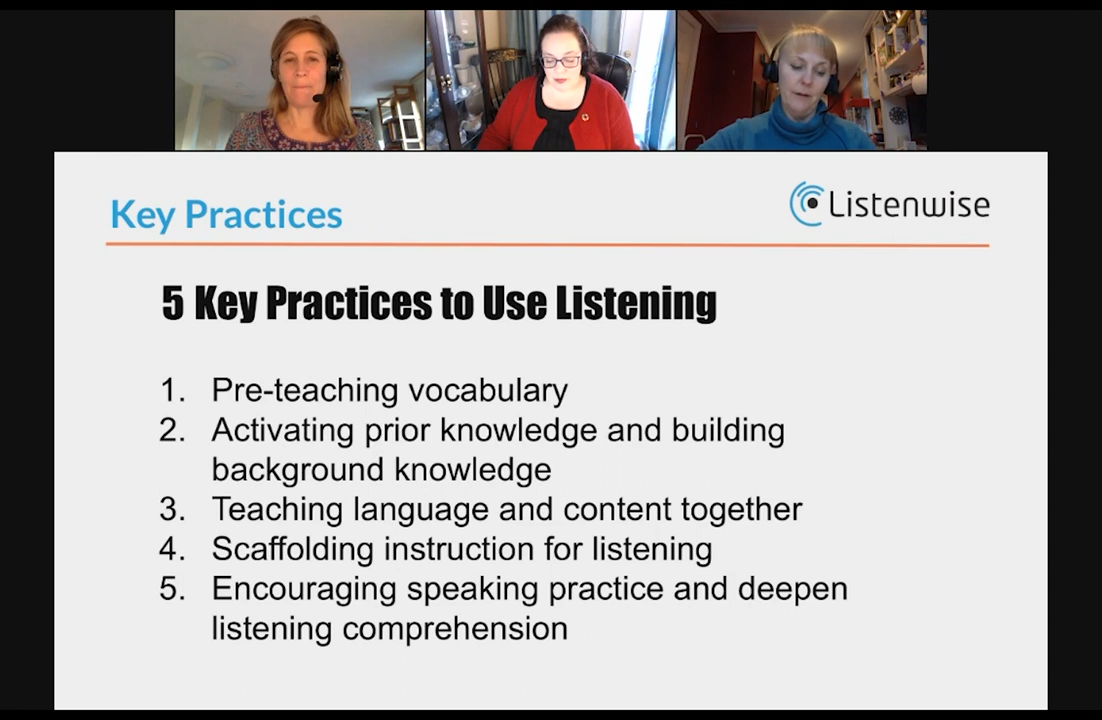 Key Practices
Listenwise
5 Key Practices to Use Listening
1. Pre-teaching vocabulary
2. Activating prior knowledge and building
background knowledge
3. Teaching language and content together
4. Scaffolding instruction for listening
5. Encouraging speaking practice and deepen
listening comprehension